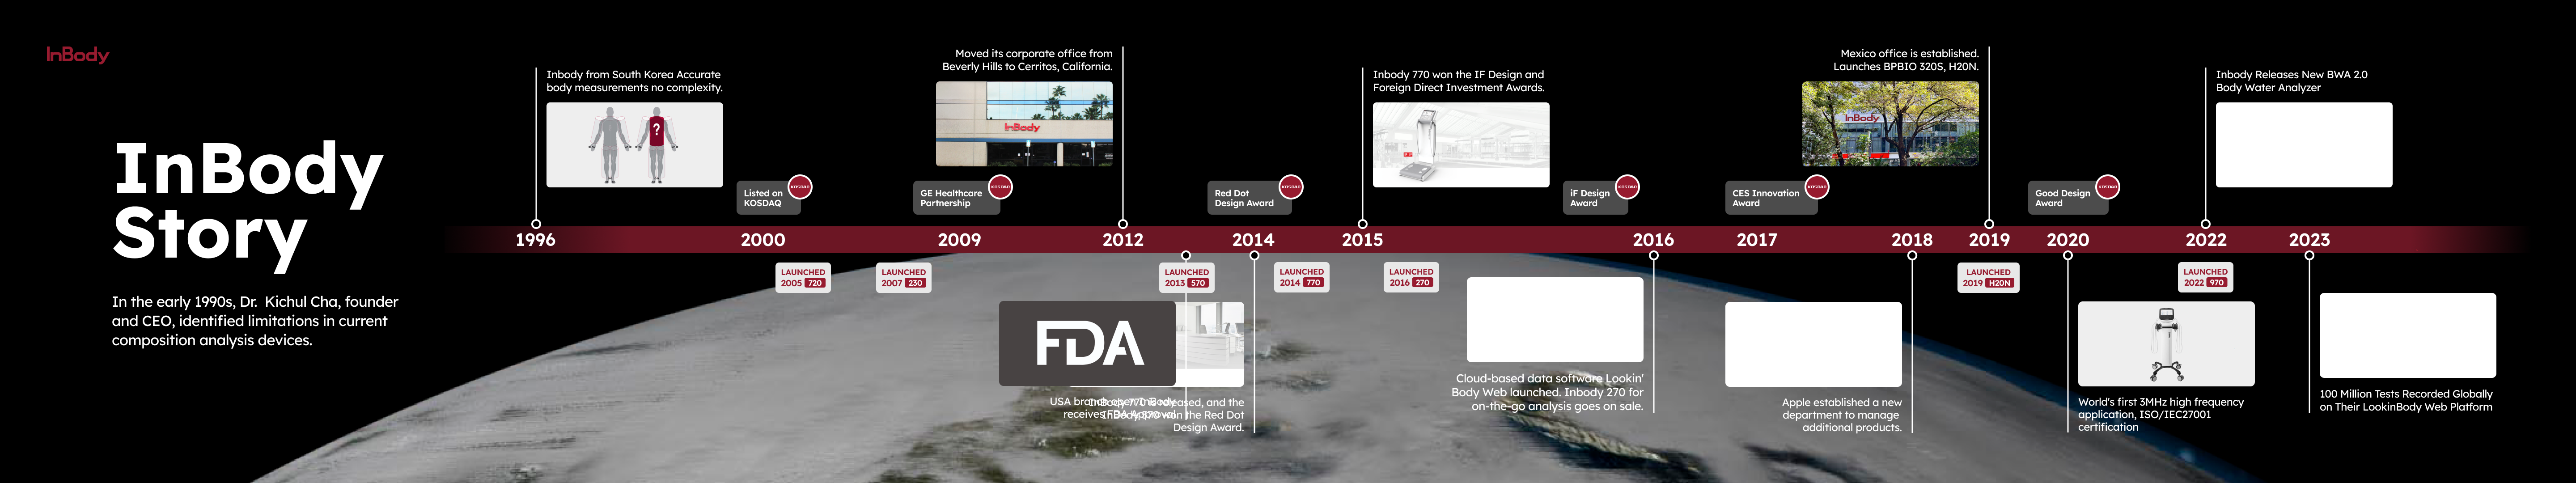 InBody
InBody
Story
In the early 1990s, Dr. Kichul Cha, founder
and CEO, identified limitations in current
composition analysis devices.
Inbody from South Korea Accurate
body measurements no complexity.
?
Moved its corporate office from
Beverly Hills to Cerritos, California.
InBody
Inbody 770 won the IF Design and
Foreign Direct Investment Awards.
Mexico office is established.
Launches BPBIO 320S, H20N.
InBody
Inbody Releases New BWA 2.0
Body Water Analyzer
Listed on
KOSDAQ
KOSDAQ
GE Healthcare
Partnership
KOSDAQ
Red Dot
Design Award
KOSDAQ
iF Design
Award
KOSDAQ
CES Innovation
Award
KOSDAQ
Good Design
Award
KOSDAQ
1996
2000
2009
2012
2014
2015
2016
2017
2018
2019
2020
2022
2023
LAUNCHED
2005 720
LAUNCHED
2007 230
LAUNCHED
2013 570
LAUNCHED
2014 770
LAUNCHED
2016 270
LAUNCHED
2019 H20N
LAUNCHED
2022 970
FDA
USA branch
receives FDA Approval
InBody 770 is released, and the
570 won the Red Dot
Design Award.
Cloud-based data software Lookin'
Body Web launched. Inbody 270 for
on-the-go analysis goes on sale.
Apple established a new
department to manage
additional products.
World's first 3MHz high frequency
application, ISO/IEC27001
certification
100 Million Tests Recorded Globally
on Their LookinBody Web Platform